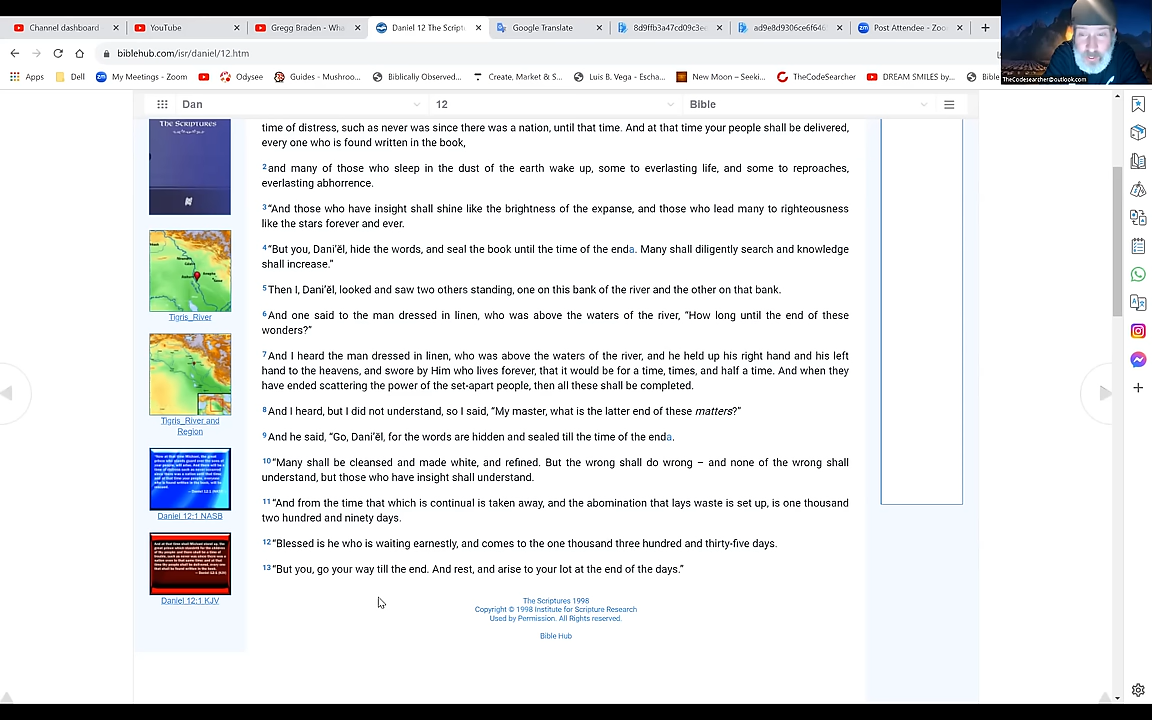 Channel dashboard
YouTube
Gregg Braden - Wha
Daniel 12 The Script
Google Translate
8d9ffb3a47cd09c3e
ad9e8d9306ce6f646
Post Attendee - Zoo
biblehub.com/isr/daniel/12.htm
Apps
Dell
My Meetings - Zoom
Odysee
Guides - Mushroo...
Biblically Observed...
Create, Market & S...
Luis B. Vega - Escha...
New Moon – Seeki...
TheCodeSearcher
DREAM SMILES by...
Bible
TheCodesearcher@outlook.com
Dan
12
Bible
The Scriptures
time of distress, such as never was since there was a nation, until that time. And at that time your people shall be delivered,
every one who is found written in the book,
2and many of those who sleep in the dust of the earth wake up, some to everlasting life, and some to reproaches,
everlasting abhorrence.
3“And those who have insight shall shine like the brightness of the expanse, and those who lead many to righteousness
like the stars forever and ever.
4“But you, Dani’ĕl, hide the words, and seal the book until the time of the enda. Many shall diligently search and knowledge
shall increase.”
5Then I, Dani’ĕl, looked and saw two others standing, one on this bank of the river and the other on that bank.
6And one said to the man dressed in linen, who was above the waters of the river, “How long until the end of these
wonders?”
7And I heard the man dressed in linen, who was above the waters of the river, and he held up his right hand and his left
hand to the heavens, and swore by Him who lives forever, that it would be for a time, times, and half a time. And when they
have ended scattering the power of the set-apart people, then all these shall be completed.
8And I heard, but I did not understand, so I said, “My master, what is the latter end of these matters?”
9And he said, “Go, Dani’ĕl, for the words are hidden and sealed till the time of the enda.
10“Many shall be cleansed and made white, and refined. But the wrong shall do wrong – and none of the wrong shall
understand, but those who have insight shall understand.
11“And from the time that which is continual is taken away, and the abomination that lays waste is set up, is one thousand
two hundred and ninety days.
12“Blessed is he who is waiting earnestly, and comes to the one thousand three hundred and thirty-five days.
13“But you, go your way till the end. And rest, and arise to your lot at the end of the days.”
Tigris_River
Tigris_River and
Region
Daniel 12:1 NASB
Daniel 12:1 KJV
The Scriptures 1998
Copyright © 1998 Institute for Scripture Research
Used by Permission. All Rights reserved.
Bible Hub